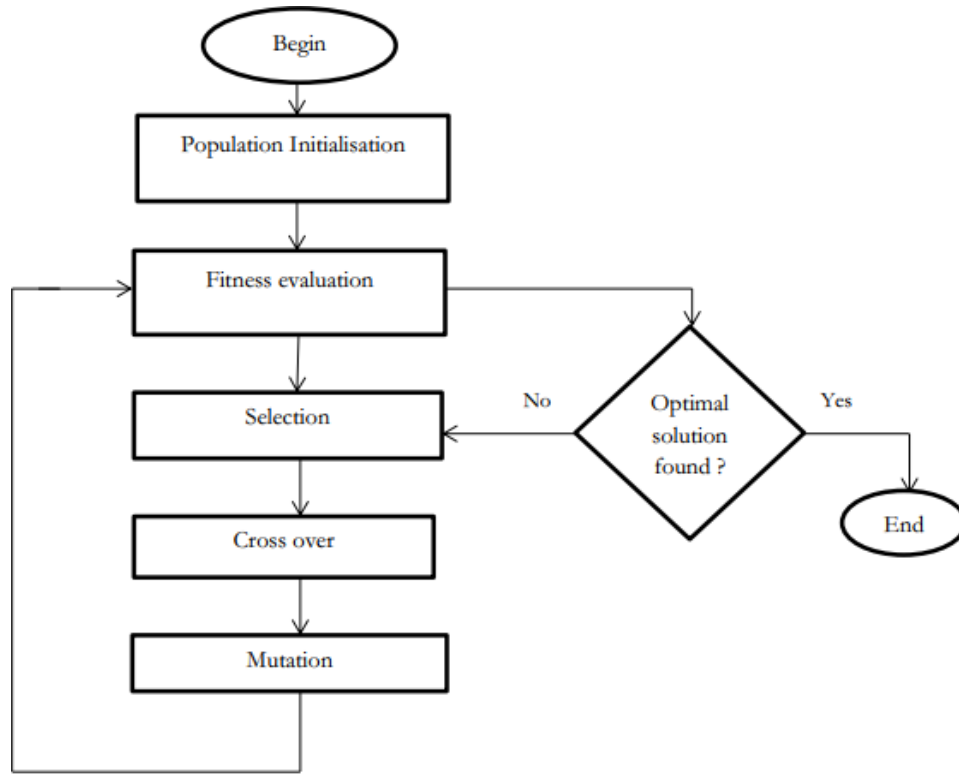 Begin
Population Initialisation
Fitness evaluation
Selection
No
Optimal
solution
found ?
Yes
End
Cross over
Mutation